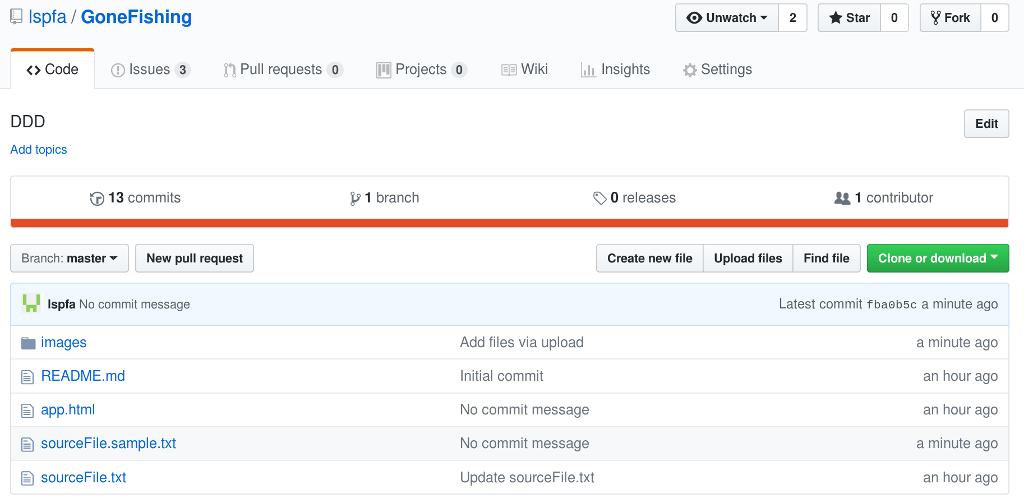 lspfa / GoneFishing Unwatch 2 Star 0 Fork 0
Code Issues 3 Pull requests 0 Projects 0 Wiki Insights Settings
DDD Edit
Add topics
13 commits 1 branch 0 releases 1 contributor
Branch: master New pull request Create new file Upload files Find file Clone or download
lspfa No commit message Latest commit fba0b5c a minute ago
images Add files via upload a minute ago
README.md Initial commit an hour ago
app.html No commit message an hour ago
sourceFile.sample.txt No commit message a minute ago
sourceFile.txt Update sourceFile.txt an hour ago